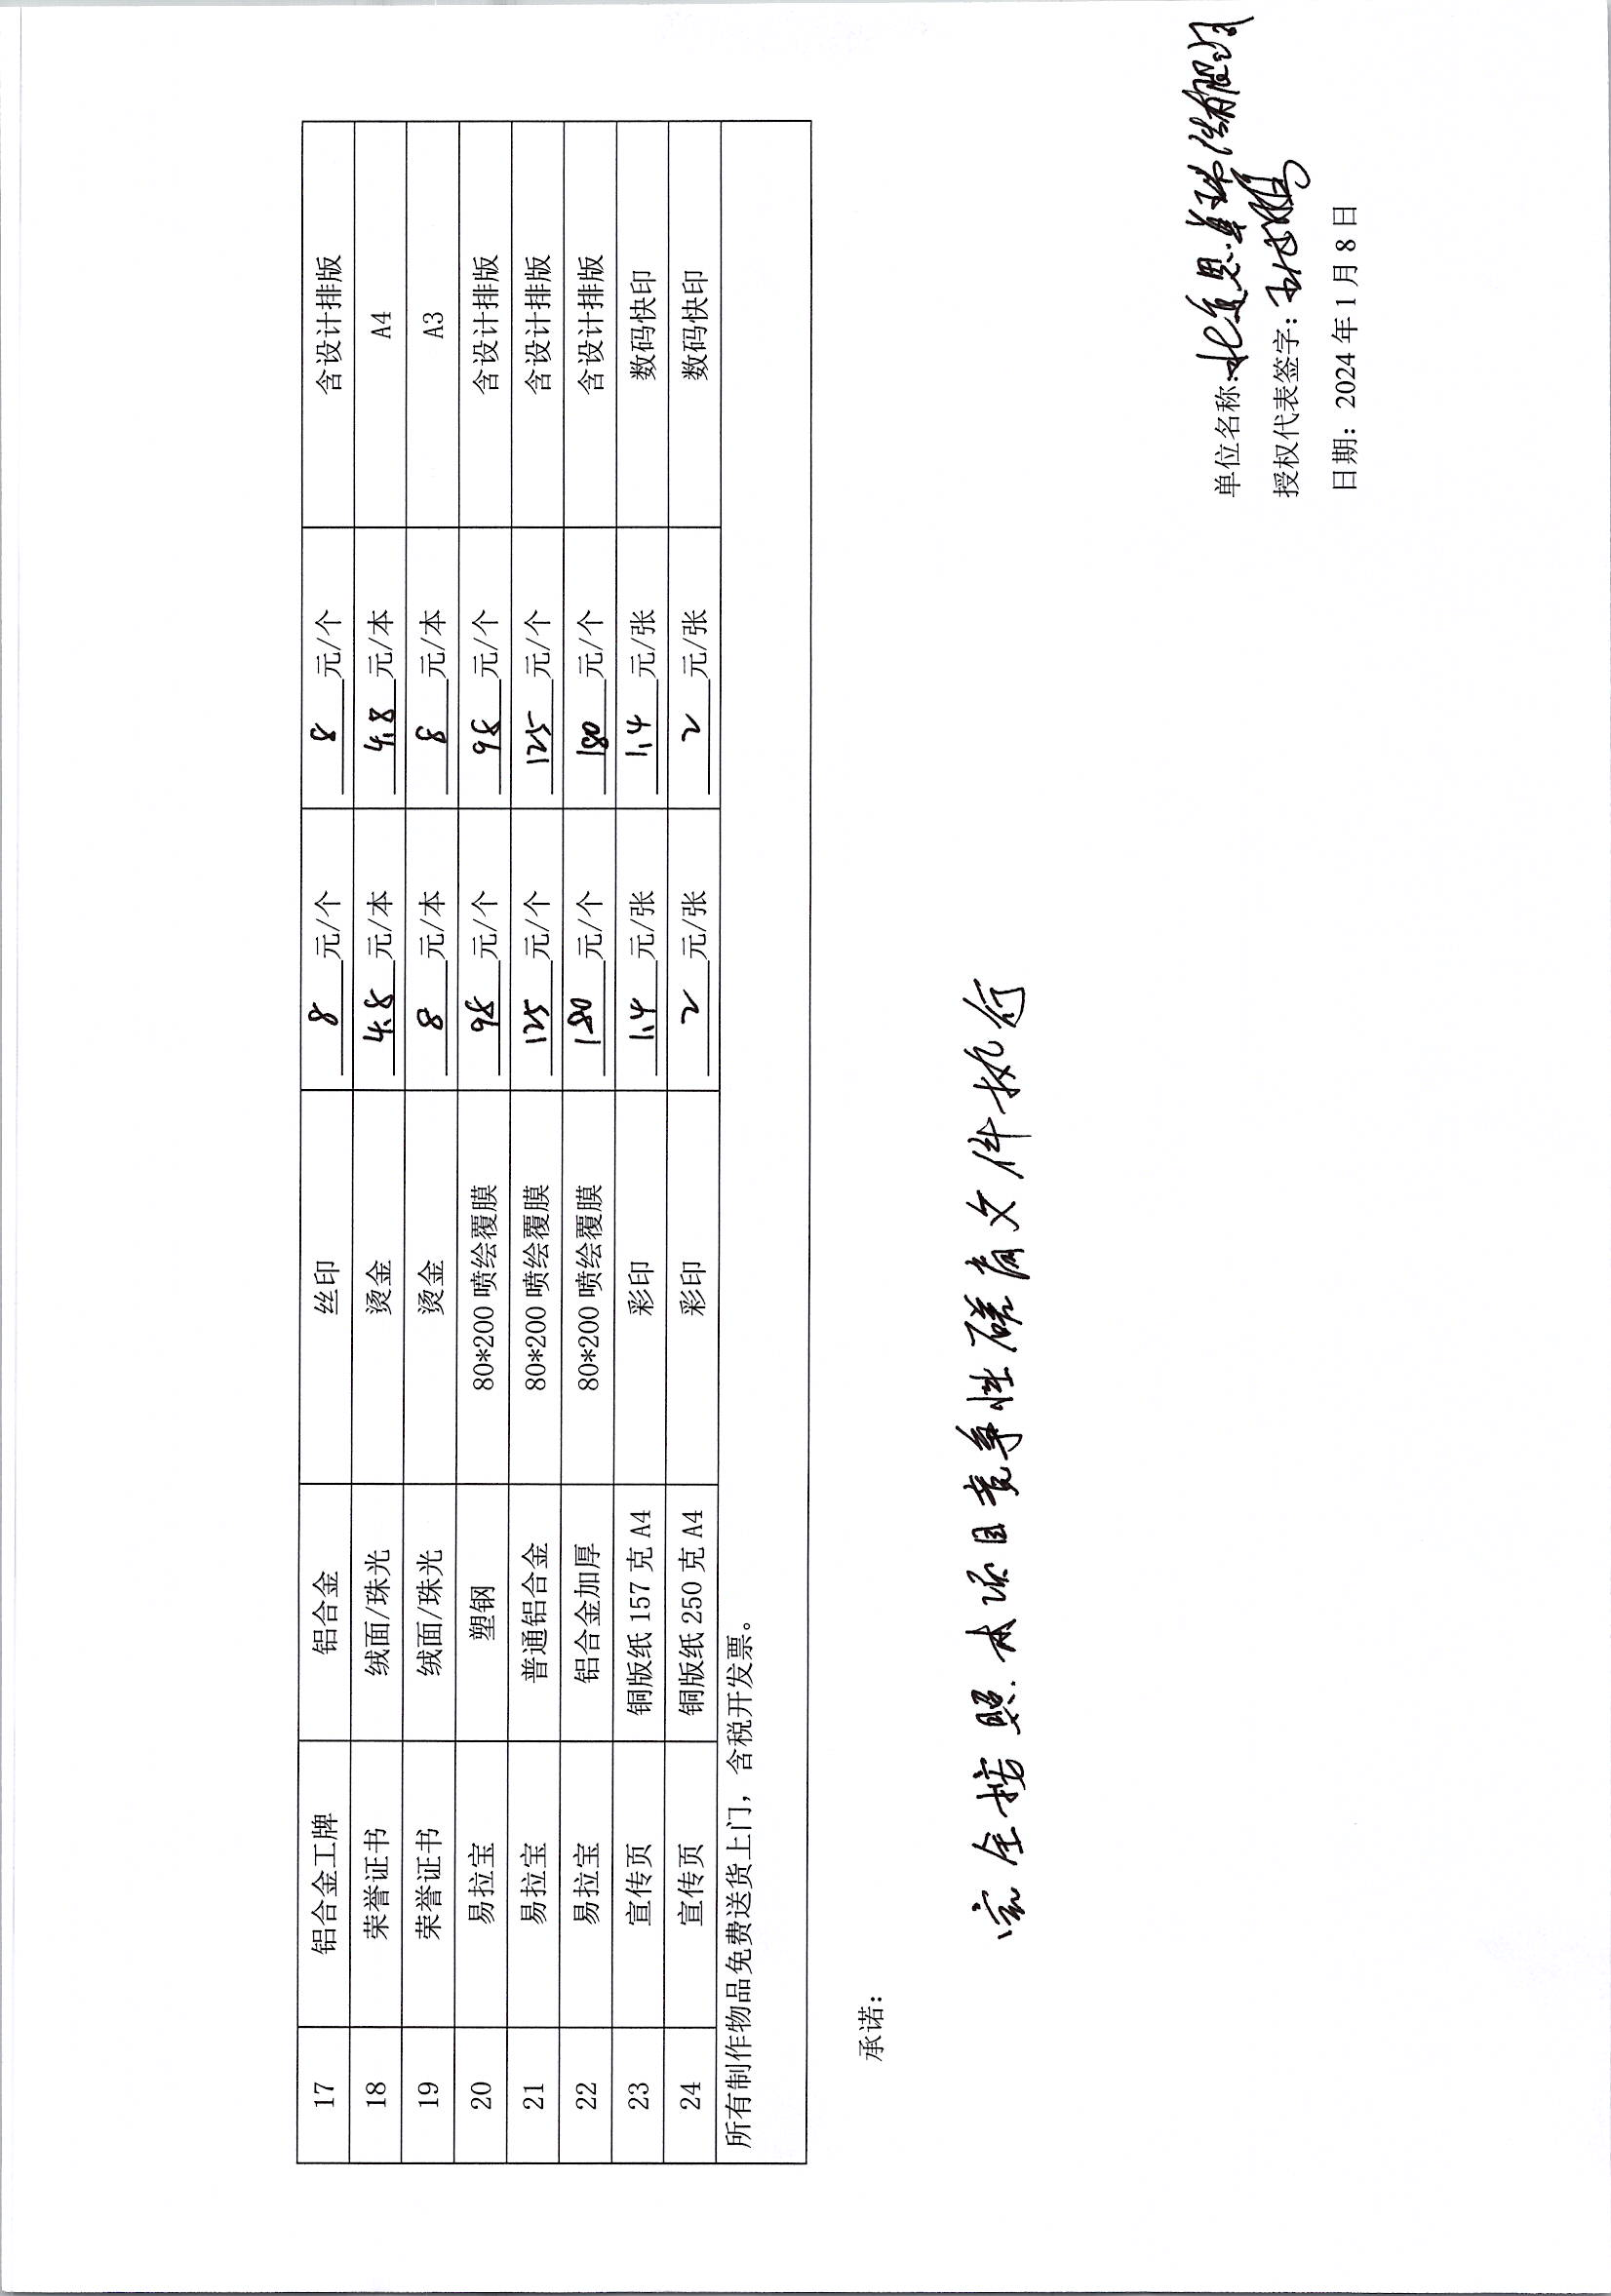 17 铝合金工牌 铝合金 丝印 8 元/个 8 元/个 含设计排版
18 荣誉证书 绒面/珠光 烫金 4.8 元/本 4.8 元/本 A4
19 荣誉证书 绒面/珠光 烫金 8 元/本 8 元/本 A3
20 易拉宝 塑钢 80*200 喷绘覆膜 98 元/个 98 元/个 含设计排版
21 易拉宝 普通铝合金 80*200 喷绘覆膜 125 元/个 125 元/个 含设计排版
22 易拉宝 铝合金加厚 80*200 喷绘覆膜 180 元/个 180 元/个 含设计排版
23 宣传页 铜版纸 157 克 A4 彩印 1.4 元/张 1.4 元/张 数码快印
24 宣传页 铜版纸 250 克 A4 彩印 2 元/张 2 元/张 数码快印
所有制作物品免费送货上门，含税开发票。
承诺：
完全按照本项目竞争性磋商文件执行
单位名称：
授权代表签字：
日期：2024 年 1 月 8 日